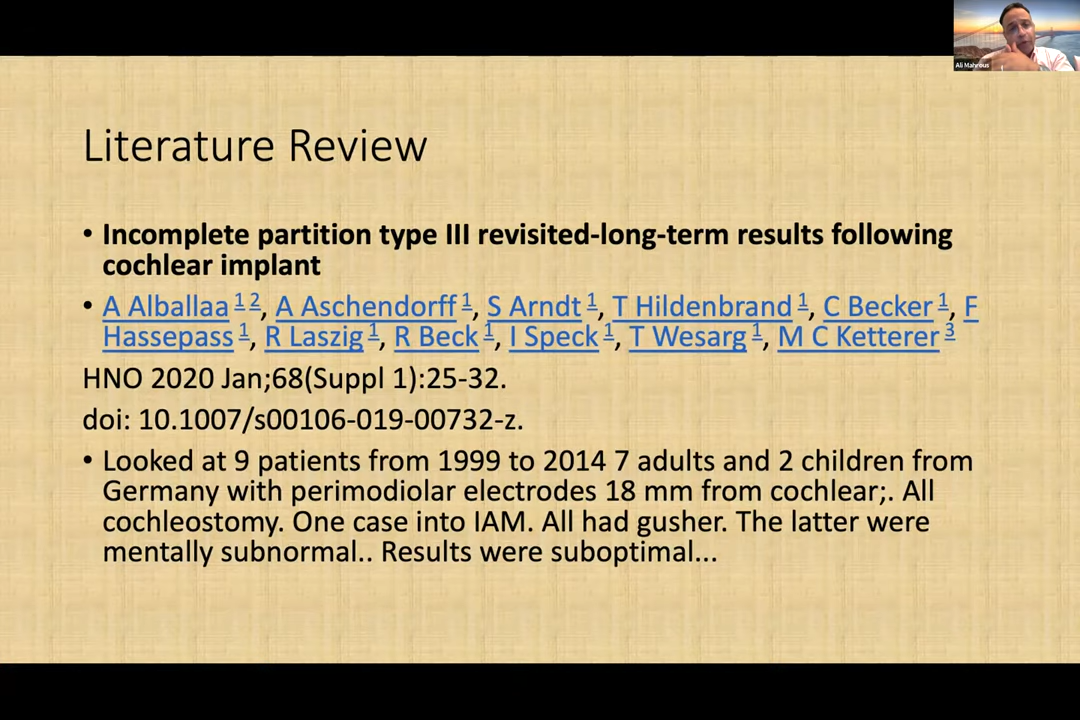 Ali Mahrous
Literature Review
• Incomplete partition type III revisited-long-term results following
cochlear implant
• A Alballaa 1 2, A Aschendorff 1, S Arndt 1, T Hildenbrand 1, C Becker 1, F
Hassepass 1, R Laszig 1, R Beck 1, I Speck 1, T Wesarg 1, M C Ketterer 3
HNO 2020 Jan;68(Suppl 1):25-32.
doi: 10.1007/s00106-019-00732-z.
• Looked at 9 patients from 1999 to 2014 7 adults and 2 children from
Germany with perimodiolar electrodes 18 mm from cochlear;. All
cochleostomy. One case into IAM. All had gusher. The latter were
mentally subnormal.. Results were suboptimal...